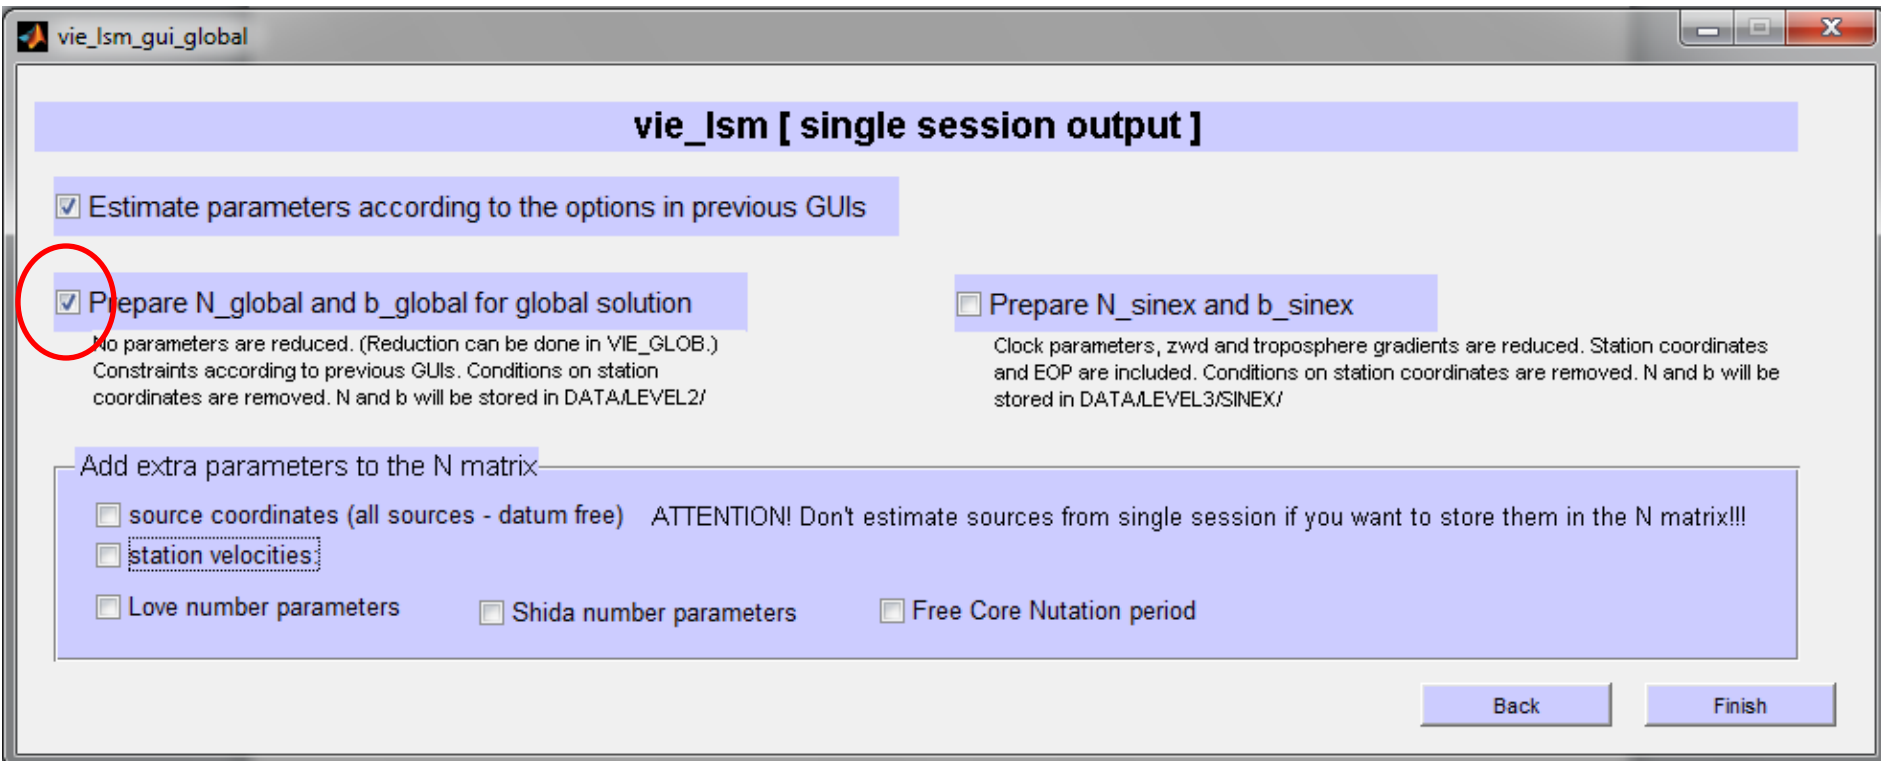 vie_lsm_gui_global
vie_lsm [ single session output ]
Estimate parameters according to the options in previous GUIs
Prepare N_global and b_global for global solution
No parameters are reduced. (Reduction can be done in VIE_GLOB.)
Constraints according to previous GUIs. Conditions on station
coordinates are removed. N and b will be stored in DATA/LEVEL2/
Prepare N_sinex and b_sinex
Clock parameters, zwd and troposphere gradients are reduced. Station coordinates
and EOP are included. Conditions on station coordinates are removed. N and b will be
stored in DATA/LEVEL3/SINEX/
Add extra parameters to the N matrix
source coordinates (all sources - datum free) ATTENTION! Don't estimate sources from single session if you want to store them in the N matrix!!!
station velocities
Love number parameters
Shida number parameters
Free Core Nutation period
Back
Finish